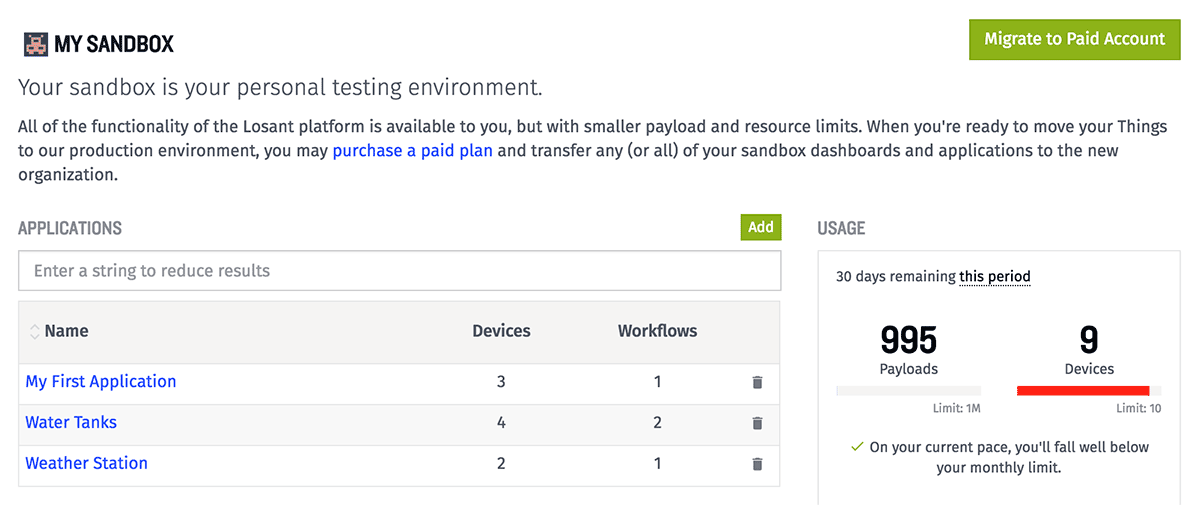 MY SANDBOX
Migrate to Paid Account
Your sandbox is your personal testing environment.
All of the functionality of the Losant platform is available to you, but with smaller payload and resource limits. When you're ready to move your Things
to our production environment, you may purchase a paid plan and transfer any (or all) of your sandbox dashboards and applications to the new
organization.
APPLICATIONS
Add
Enter a string to reduce results
Name Devices Workflows
My First Application 3 1
Water Tanks 4 2
Weather Station 2 1
USAGE
30 days remaining this period
995 9
Payloads Devices
Limit: 1M Limit: 10
On your current pace, you'll fall well below
your monthly limit.